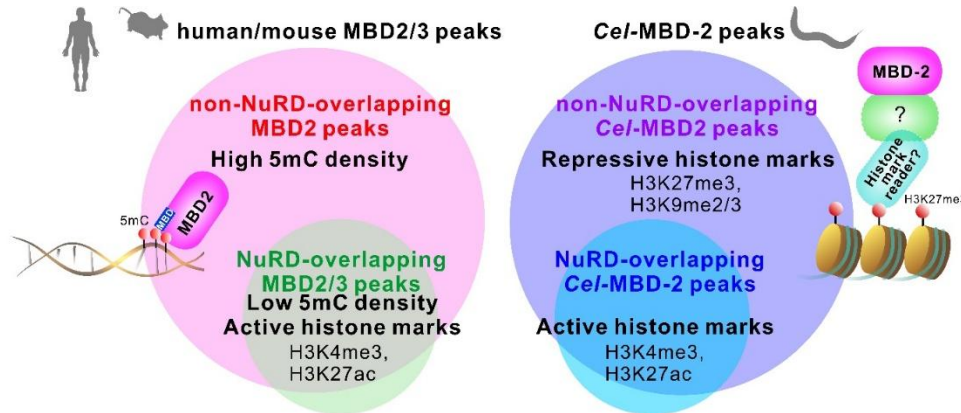 human/mouse MBD2/3 peaks
non-NuRD-overlapping
MBD2 peaks
High 5mC density
5mC
MBD
MBD2
NuRD-overlapping
MBD2/3 peaks
Low 5mC density
Active histone marks
H3K4me3,
H3K27ac
Cel-MBD-2 peaks
non-NuRD-overlapping
Cel-MBD2 peaks
Repressive histone marks
H3K27me3,
H3K9me2/3
NuRD-overlapping
Cel-MBD-2 peaks
Active histone marks
H3K4me3,
H3K27ac
MBD-2
?
Histone
mark
reader?
H3K27me